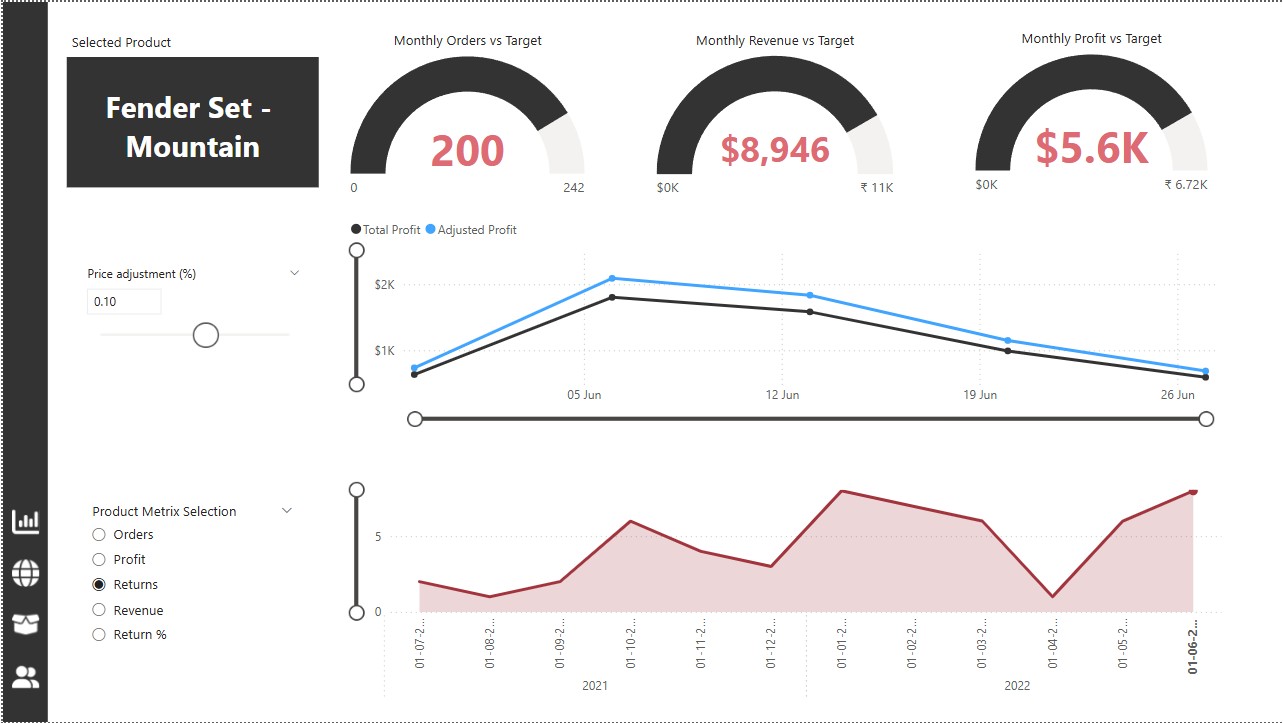 Selected Product
Fender Set -
Mountain
Monthly Orders vs Target
200
0
242
Monthly Revenue vs Target
$8,946
$0K
₹ 11K
Monthly Profit vs Target
$5.6K
$0K
₹ 6.72K
Price adjustment (%)
0.10
Total Profit
Adjusted Profit
$2K
$1K
05 Jun
12 Jun
19 Jun
26 Jun
Product Metrix Selection
Orders
Profit
Returns
Revenue
Return %
5
0
01-07-2...
01-08-2...
01-09-2...
01-10-2...
01-11-2...
01-12-2...
01-01-2...
01-02-2...
01-03-2...
01-04-2...
01-05-2...
01-06-2...
2021
2022